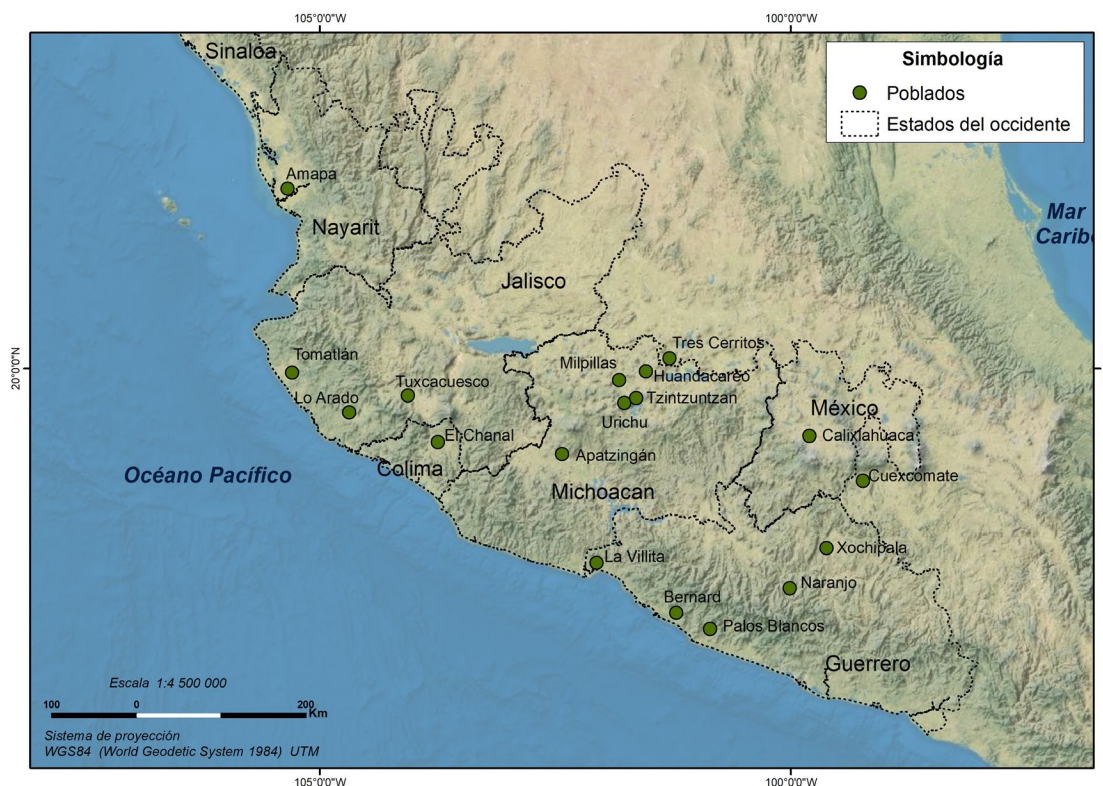 105°0'0"W
100°0'0"W
Sinaloa
Simbología
Poblados
Estados del occidente
Amapa
Nayarit
Mar
Caribe
Jalisco
Tres Cerritos
Milpillas
Huandacareo
Tomatlán
20°0'0"N
Tuxcacuesco
Lo Arado
Tzintzuntzan
México
Urichu
El Chanal
Calixtlahuaca
Apatzingán
Océano Pacífico
Colima
Cuexcomate
Michoacan
Xochipala
La Villita
Naranjo
Bernard
Palos Blancos
Guerrero
Escala 1:4 500 000
100 0 200
Km
Sistema de proyección
WGS84 (World Geodetic System 1984) UTM
105°0'0"W
100°0'0"W